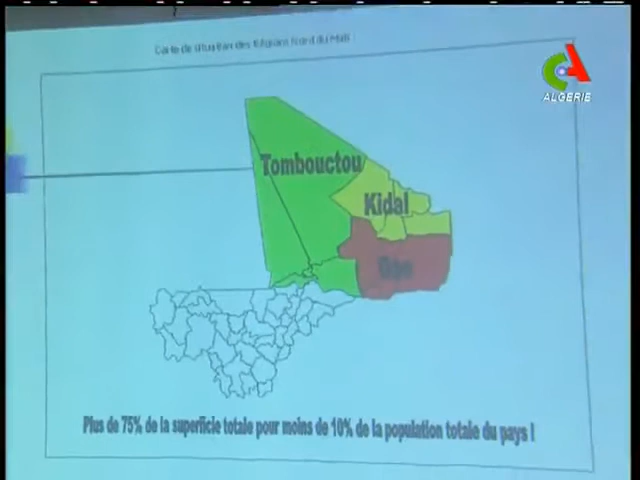 Carte de situation des Régions Nord du Mali
ALGERIE
Tombouctou
Kidal
Gao
Plus de 75% de la superficie totale pour moins de 10% de la population totale du pays !